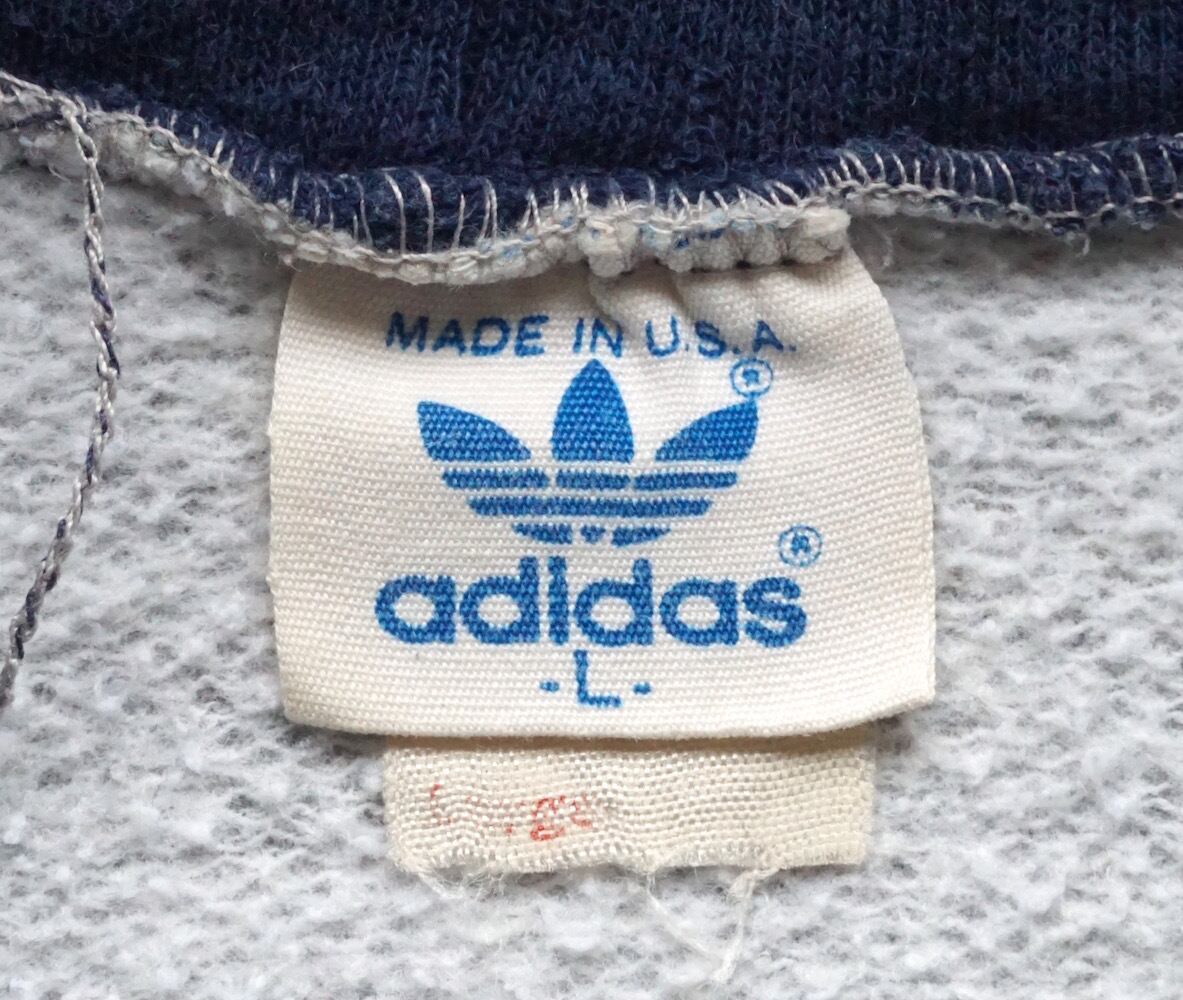 MADE IN U.S.A.
®
®
adidas
-L-